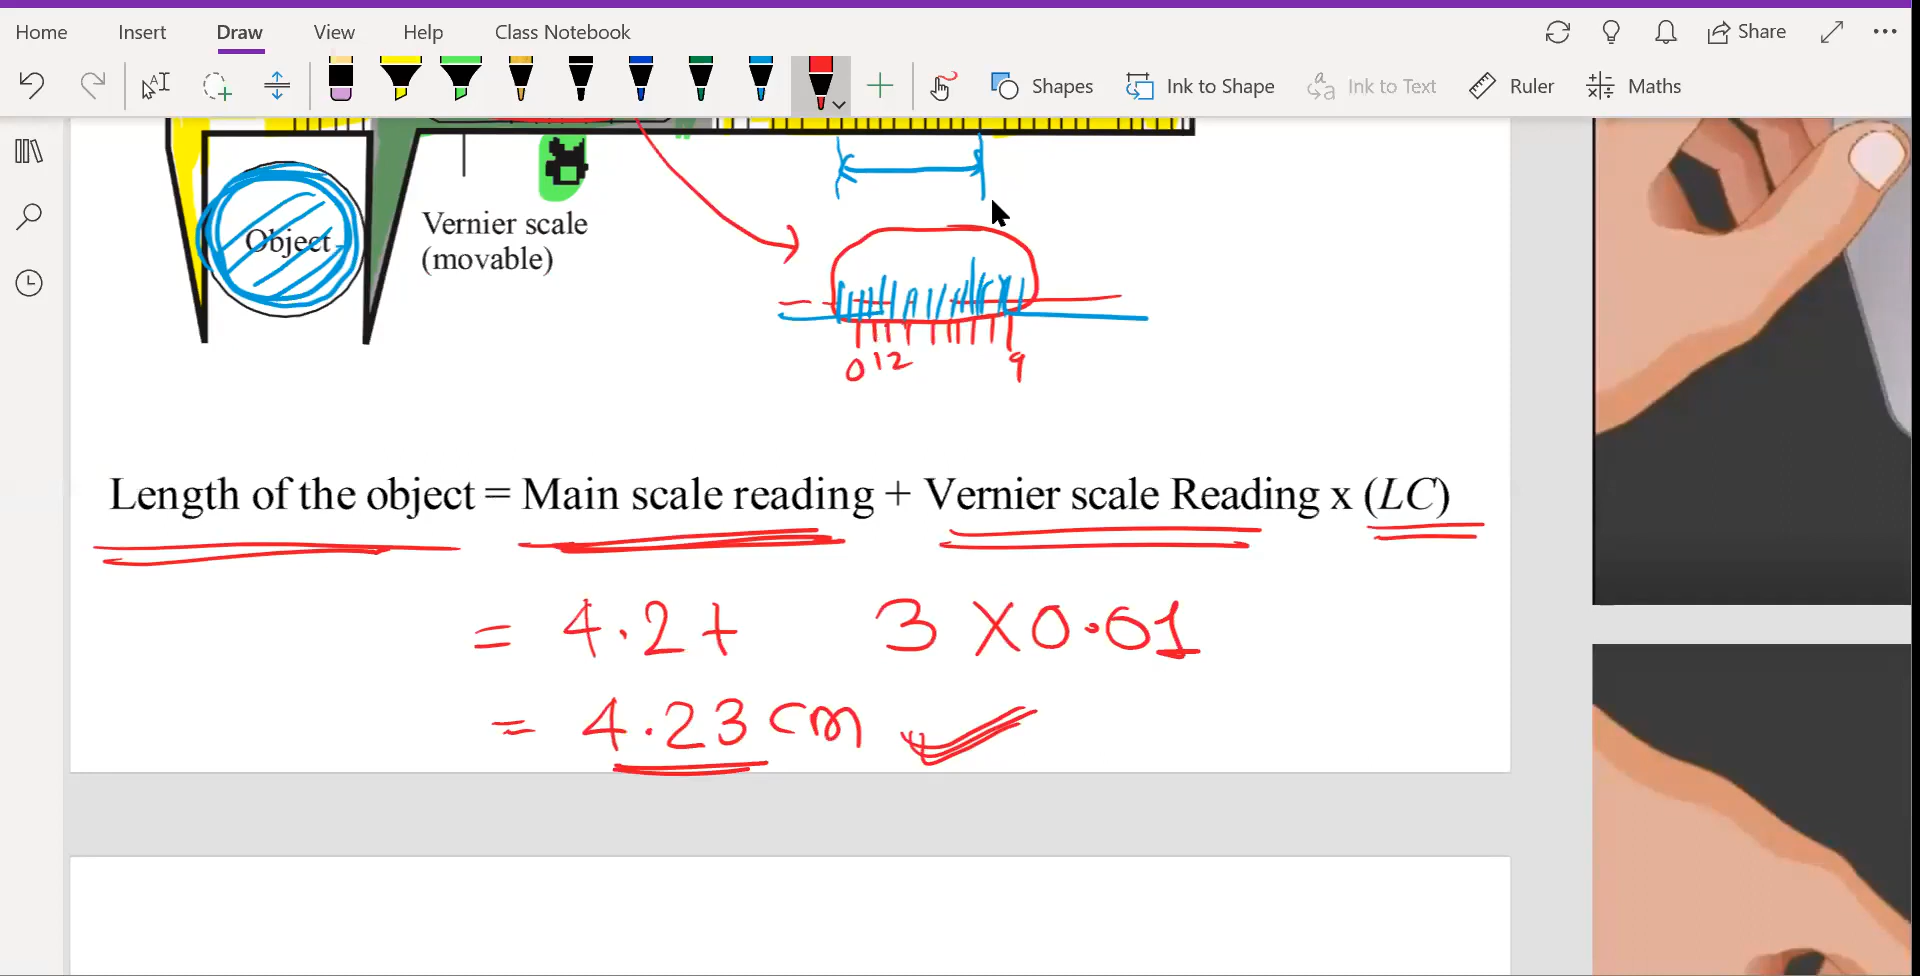 Home Insert Draw View Help Class Notebook Share
Shapes Ink to Shape Ink to Text Ruler Maths
Object
Vernier scale
(movable)
0 1 2 9
Length of the object = Main scale reading + Vernier scale Reading x (LC)
= 4.2 + 3 X 0.01
= 4.23 cm